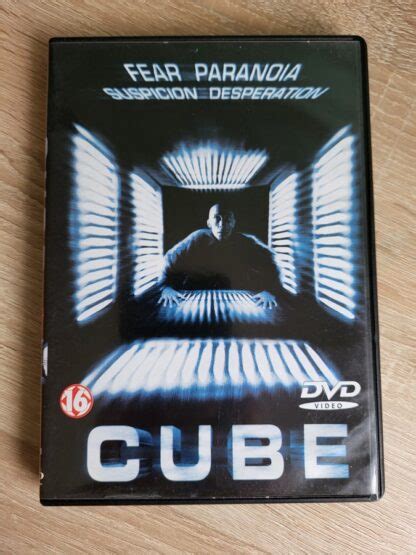 FEAR PARANOIA
SUSPICION DESPERATION
16
DVD
VIDEO
CUBE